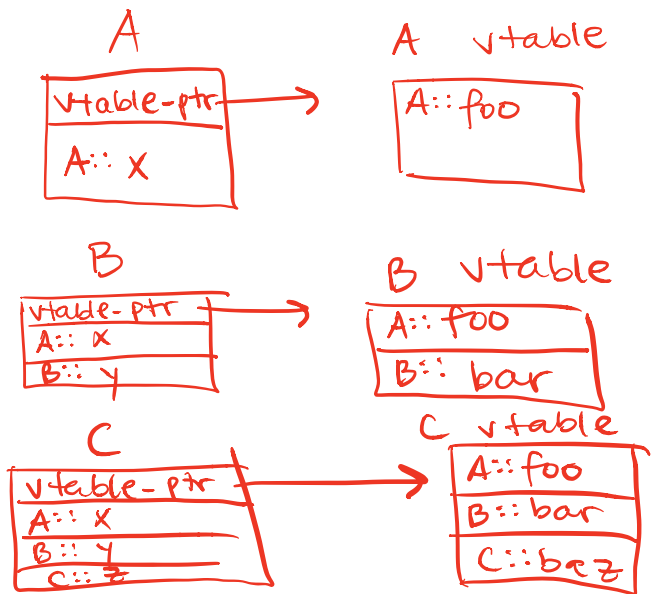 A
A vtable
vtable-ptr
A::foo
A:: x
B
B vtable
vtable-ptr
A:: x
B:: y
A:: foo
B:: bar
C
C vtable
vtable-ptr
A:: x
B:: y
C:: z
A::foo
B::bar
C::baz